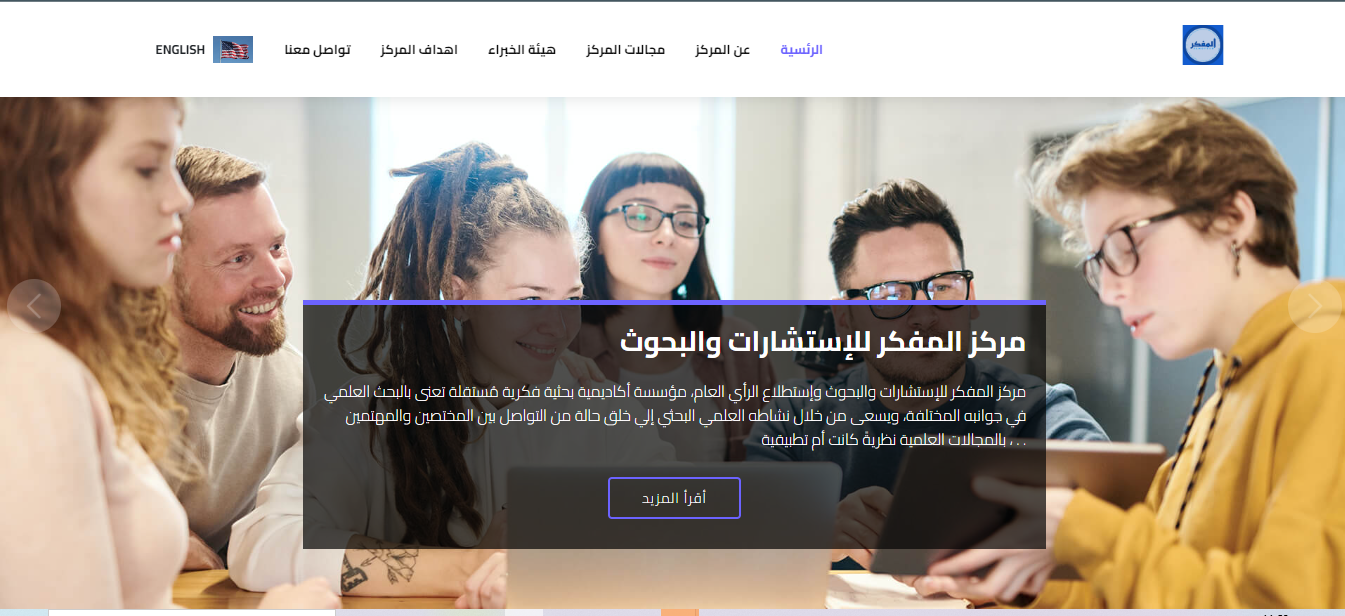 المفكر
الرئسية
عن المركز
مجالات المركز
هيئة الخبراء
اهداف المركز
تواصل معنا
ENGLISH
مركز المفكر للإستشارات والبحوث
مركز المفكر للإستشارات والبحوث وإستطلاع الرأي العام، مؤسسة أكاديمية بحثية فكرية مُستقلة تعنى بالبحث العلمي
في جوانبه المختلفة، ويسعى من خلال نشاطه العلمي البحثي إلي خلق حالة من التواصل بين المختصين والمهتمين
. . ، بالمجالات العلمية نظريةً كانت أم تطبيقية
أقرأ المزيد